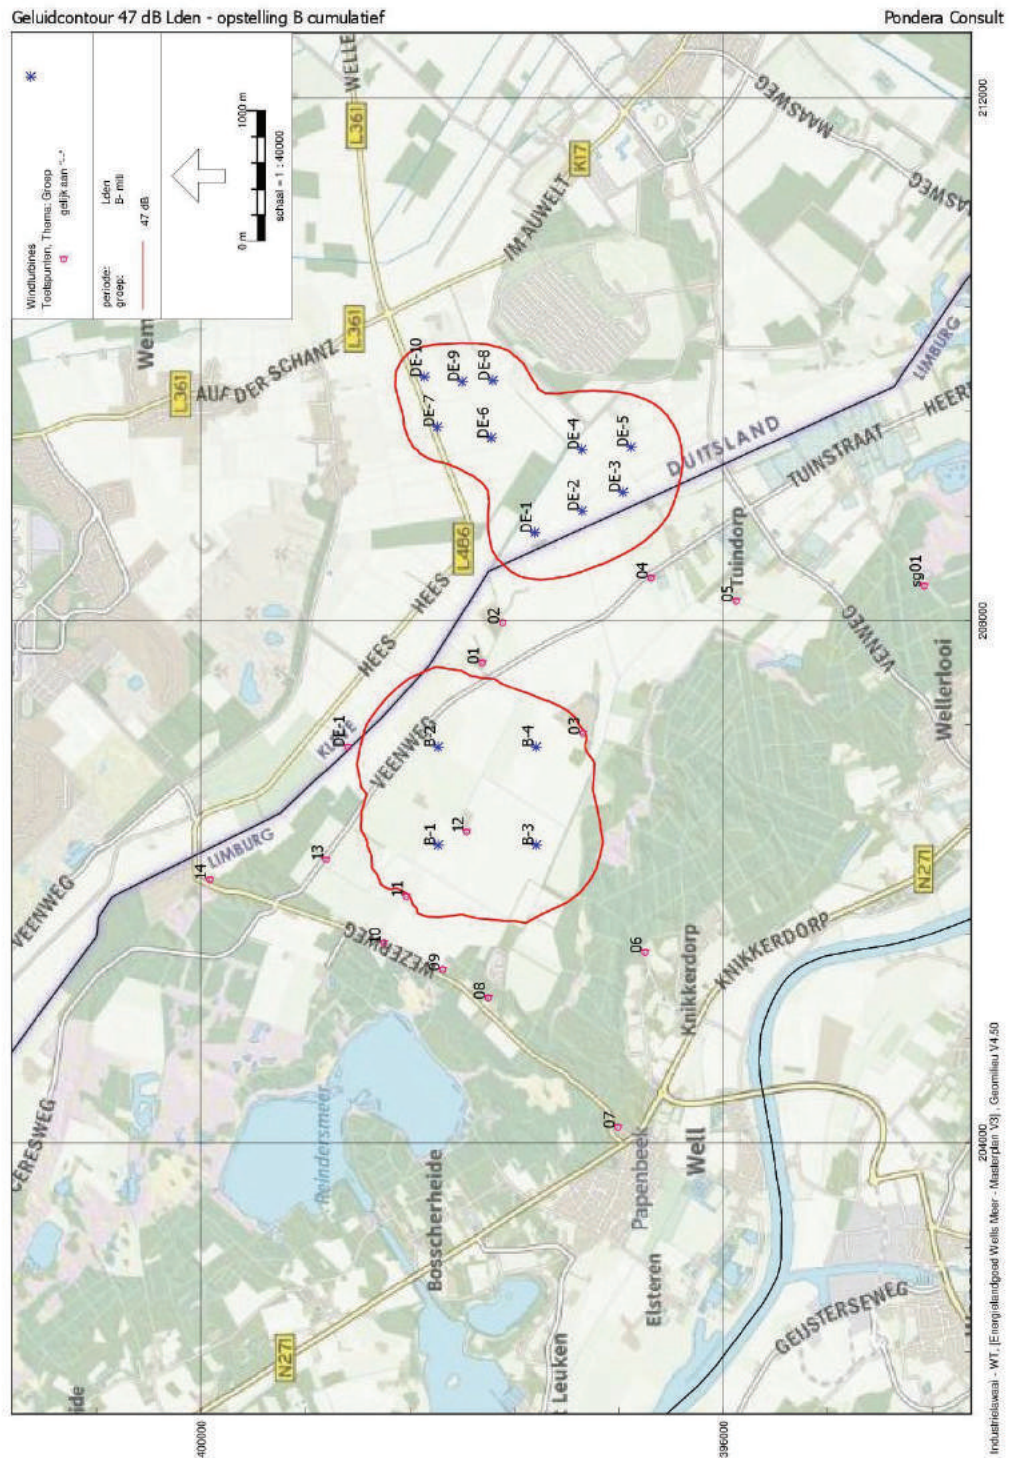 Geluidcontour 47 dB Lden - opstelling B cumulatief
Pondera Consult
Windturbines
Toetspunten, Thema: Groep
gelijk aan "--"
periode: Lden
groep:
47 dB
0 m 1000 m
schaal = 1 : 40000
WELLE
L361
L361
L361
Wem
AUF DER SCHANZ
K17
IM AUWELT
MAASWEG
MAASWEG
212000
DE-10
DE-9
DE-8
DE-7
DE-6
DE-4
DE-5
DE-3
DE-2
DE-1
DUITSLAND
LIMBURG
HEER
TUINSTRAAT
L486
HEES
HEES
04
05
Tuindorp
sg01
02
01
208000
VENWEG
Wellerlooi
DE-1
VEENWEG
B-2
B-4
03
B-1
12
B-3
LIMBURG
14
13
11
10
09
08
WEZERWEG
VEENWEG
06
Knikkerdorp
KNIKKERDORP
N271
CERESWEG
Reindersmeer
07
Papenbeek
Well
204000
Bosscherheide
Elsteren
GEIJSTERSEWEG
N271
t Leuken
ide
400000
396000
Industrielawaai - WT, [Energielandgoed Wells Meer - Masterplan V3] , Geomilieu V4.50